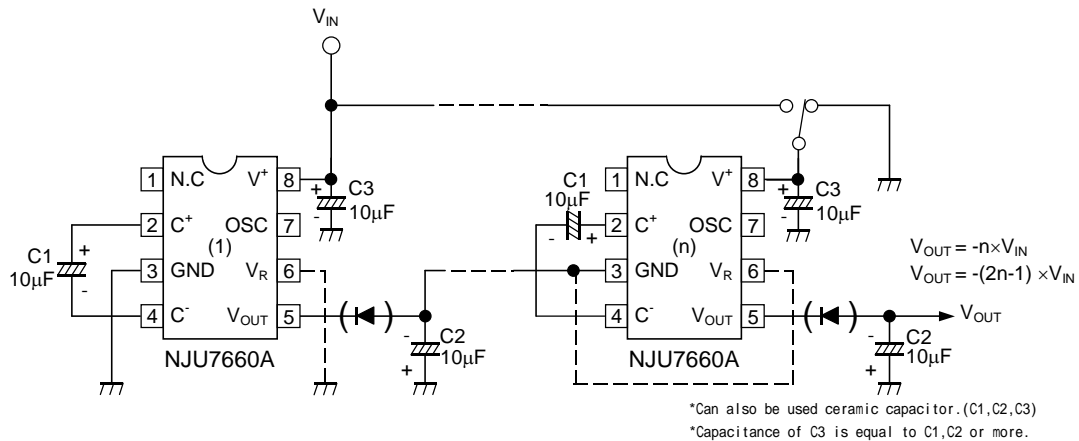 V_IN
1 N.C V+ 8
2 C+ OSC 7
(1)
3 GND V_R 6
4 C- V_OUT 5
NJU7660A
C1
10µF
+
-
+
-
C3
10µF
( )
-
+
C2
10µF
C1
10µF
-
+
1 N.C V+ 8
2 C+ OSC 7
(n)
3 GND V_R 6
4 C- V_OUT 5
NJU7660A
+
-
C3
10µF
( )
-
+
C2
10µF
V_OUT = -n×V_IN
V_OUT = -(2n-1) ×V_IN
V_OUT
*Can also be used ceramic capacitor.(C1,C2,C3)
*Capacitance of C3 is equal to C1,C2 or more.